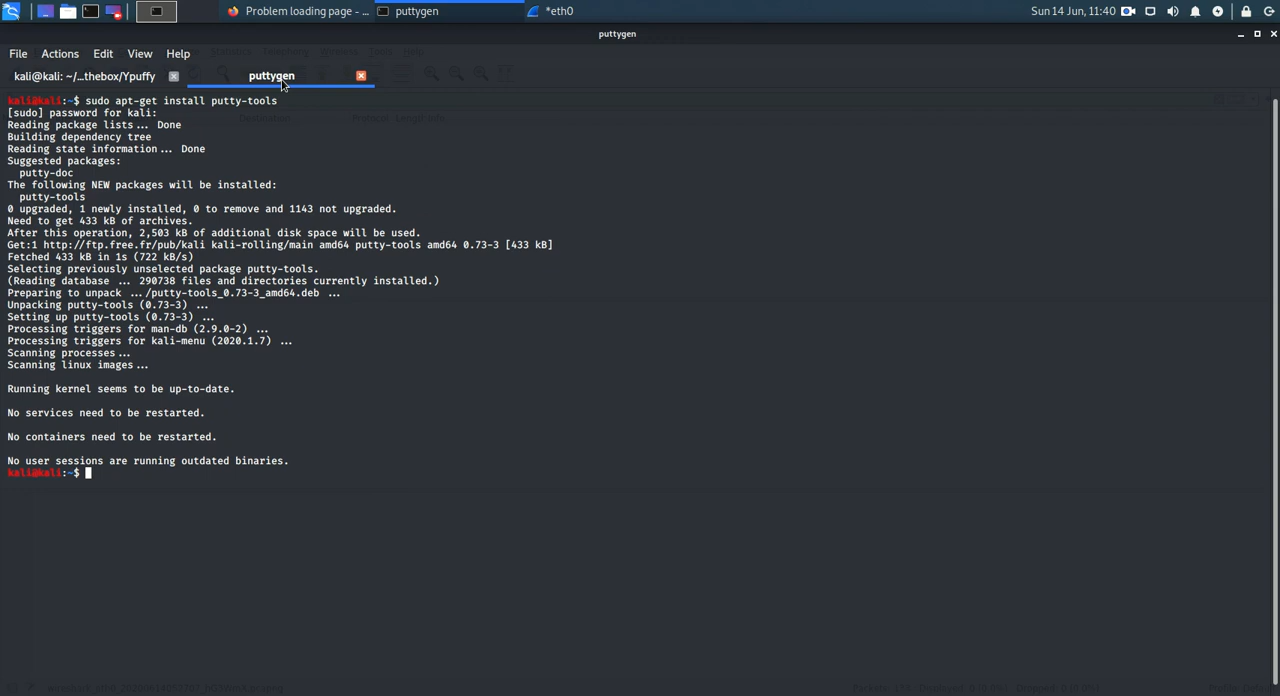 Problem loading page - ...
puttygen
*eth0
Sun 14 Jun, 11:40
puttygen
File Actions Edit View Help
kali@kali: ~/...thebox/Ypuffy
puttygen
kali@kali:~$ sudo apt-get install putty-tools
[sudo] password for kali:
Reading package lists... Done
Building dependency tree
Reading state information... Done
Suggested packages:
putty-doc
The following NEW packages will be installed:
putty-tools
0 upgraded, 1 newly installed, 0 to remove and 1143 not upgraded.
Need to get 433 kB of archives.
After this operation, 2,503 kB of additional disk space will be used.
Get:1 http://ftp.free.fr/pub/kali kali-rolling/main amd64 putty-tools amd64 0.73-3 [433 kB]
Fetched 433 kB in 1s (722 kB/s)
Selecting previously unselected package putty-tools.
(Reading database ... 290738 files and directories currently installed.)
Preparing to unpack .../putty-tools_0.73-3_amd64.deb ...
Unpacking putty-tools (0.73-3) ...
Setting up putty-tools (0.73-3) ...
Processing triggers for man-db (2.9.0-2) ...
Processing triggers for kali-menu (2020.1.7) ...
Scanning processes...
Scanning linux images...
Running kernel seems to be up-to-date.
No services need to be restarted.
No containers need to be restarted.
No user sessions are running outdated binaries.
kali@kali:~$